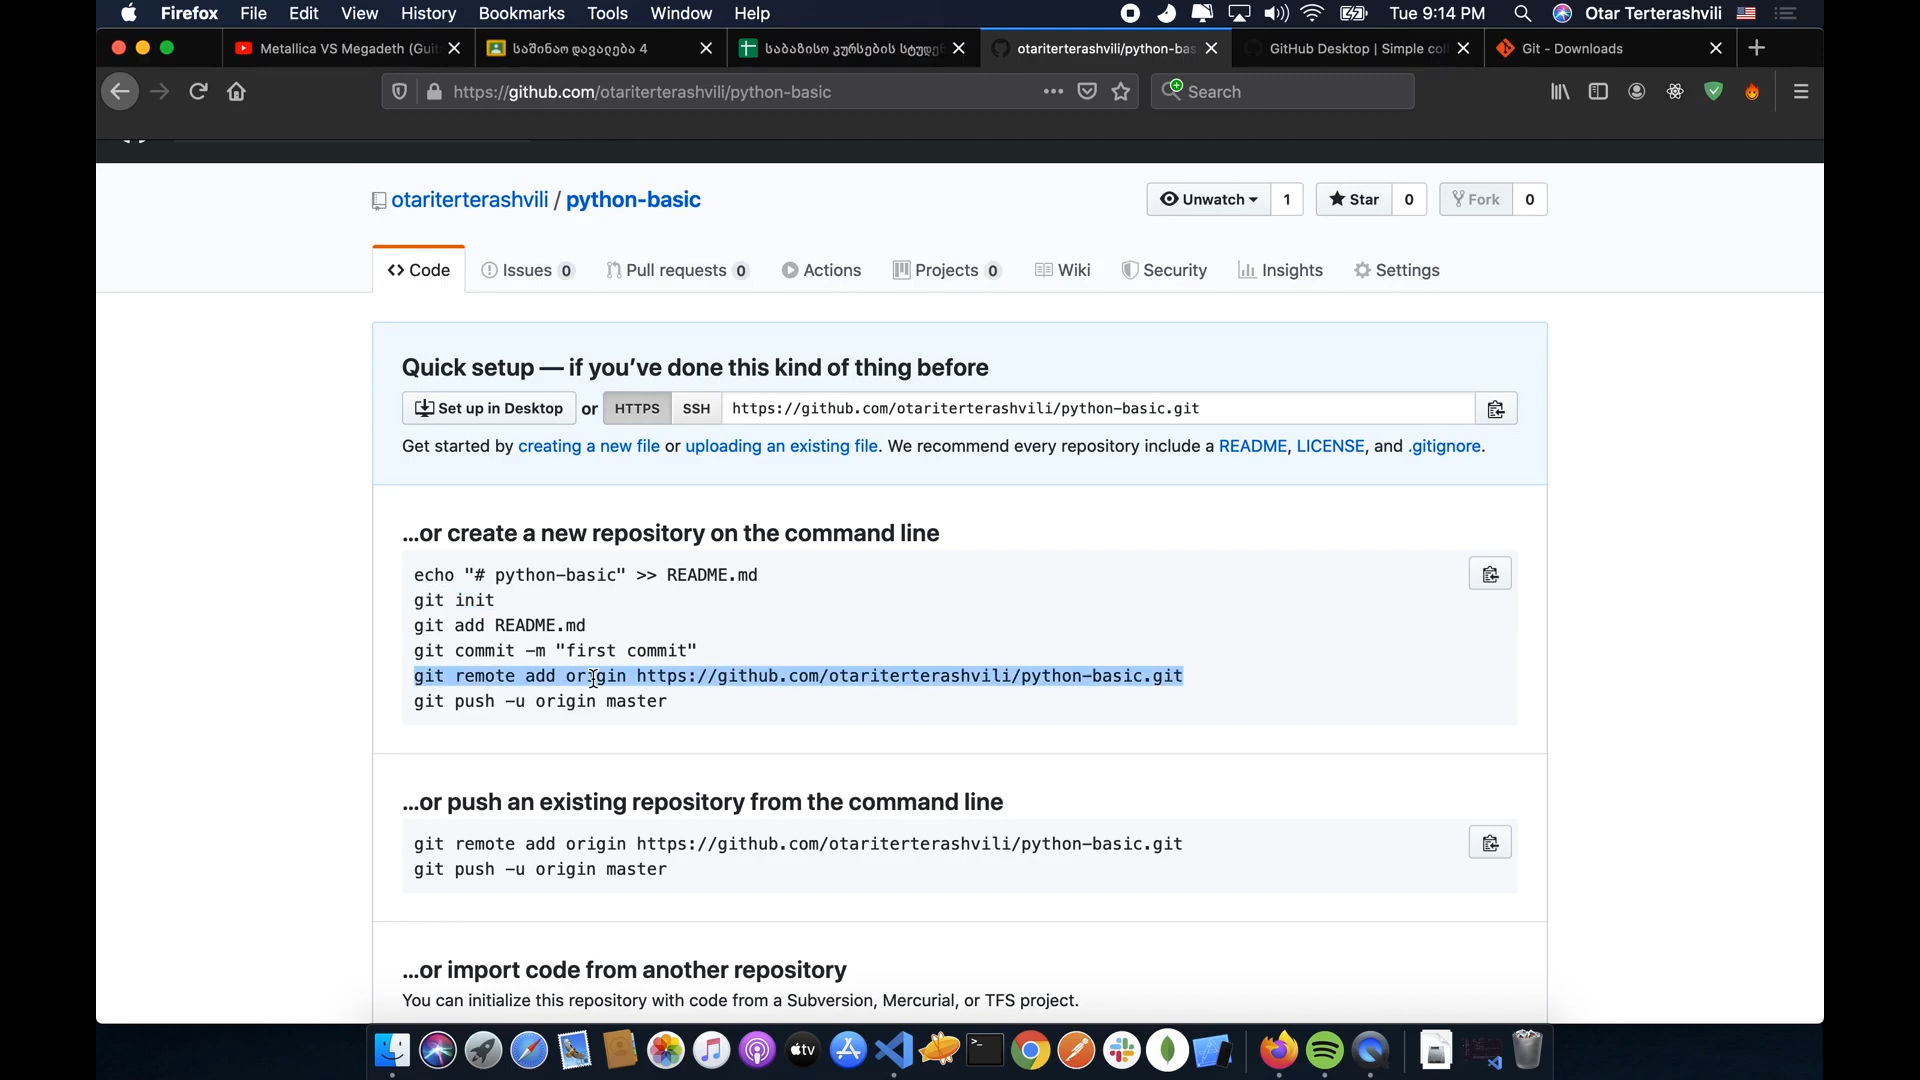 Firefox File Edit View History Bookmarks Tools Window Help Tue 9:14 PM Otar Terterashvili
Metallica VS Megadeth (Guit საშინაო დავალება 4 საბაზისო კურსების სტუდე otariterterashvili/python-bas GitHub Desktop | Simple col Git - Downloads
https://github.com/otariterterashvili/python-basic Search
otariterterashvili / python-basic Unwatch 1 Star 0 Fork 0
Code Issues 0 Pull requests 0 Actions Projects 0 Wiki Security Insights Settings
Quick setup — if you’ve done this kind of thing before
Set up in Desktop or HTTPS SSH https://github.com/otariterterashvili/python-basic.git
Get started by creating a new file or uploading an existing file. We recommend every repository include a README, LICENSE, and .gitignore.
…or create a new repository on the command line
echo "# python-basic" >> README.md
git init
git add README.md
git commit -m "first commit"
git remote add origin https://github.com/otariterterashvili/python-basic.git
git push -u origin master
…or push an existing repository from the command line
git remote add origin https://github.com/otariterterashvili/python-basic.git
git push -u origin master
…or import code from another repository
You can initialize this repository with code from a Subversion, Mercurial, or TFS project.
tv